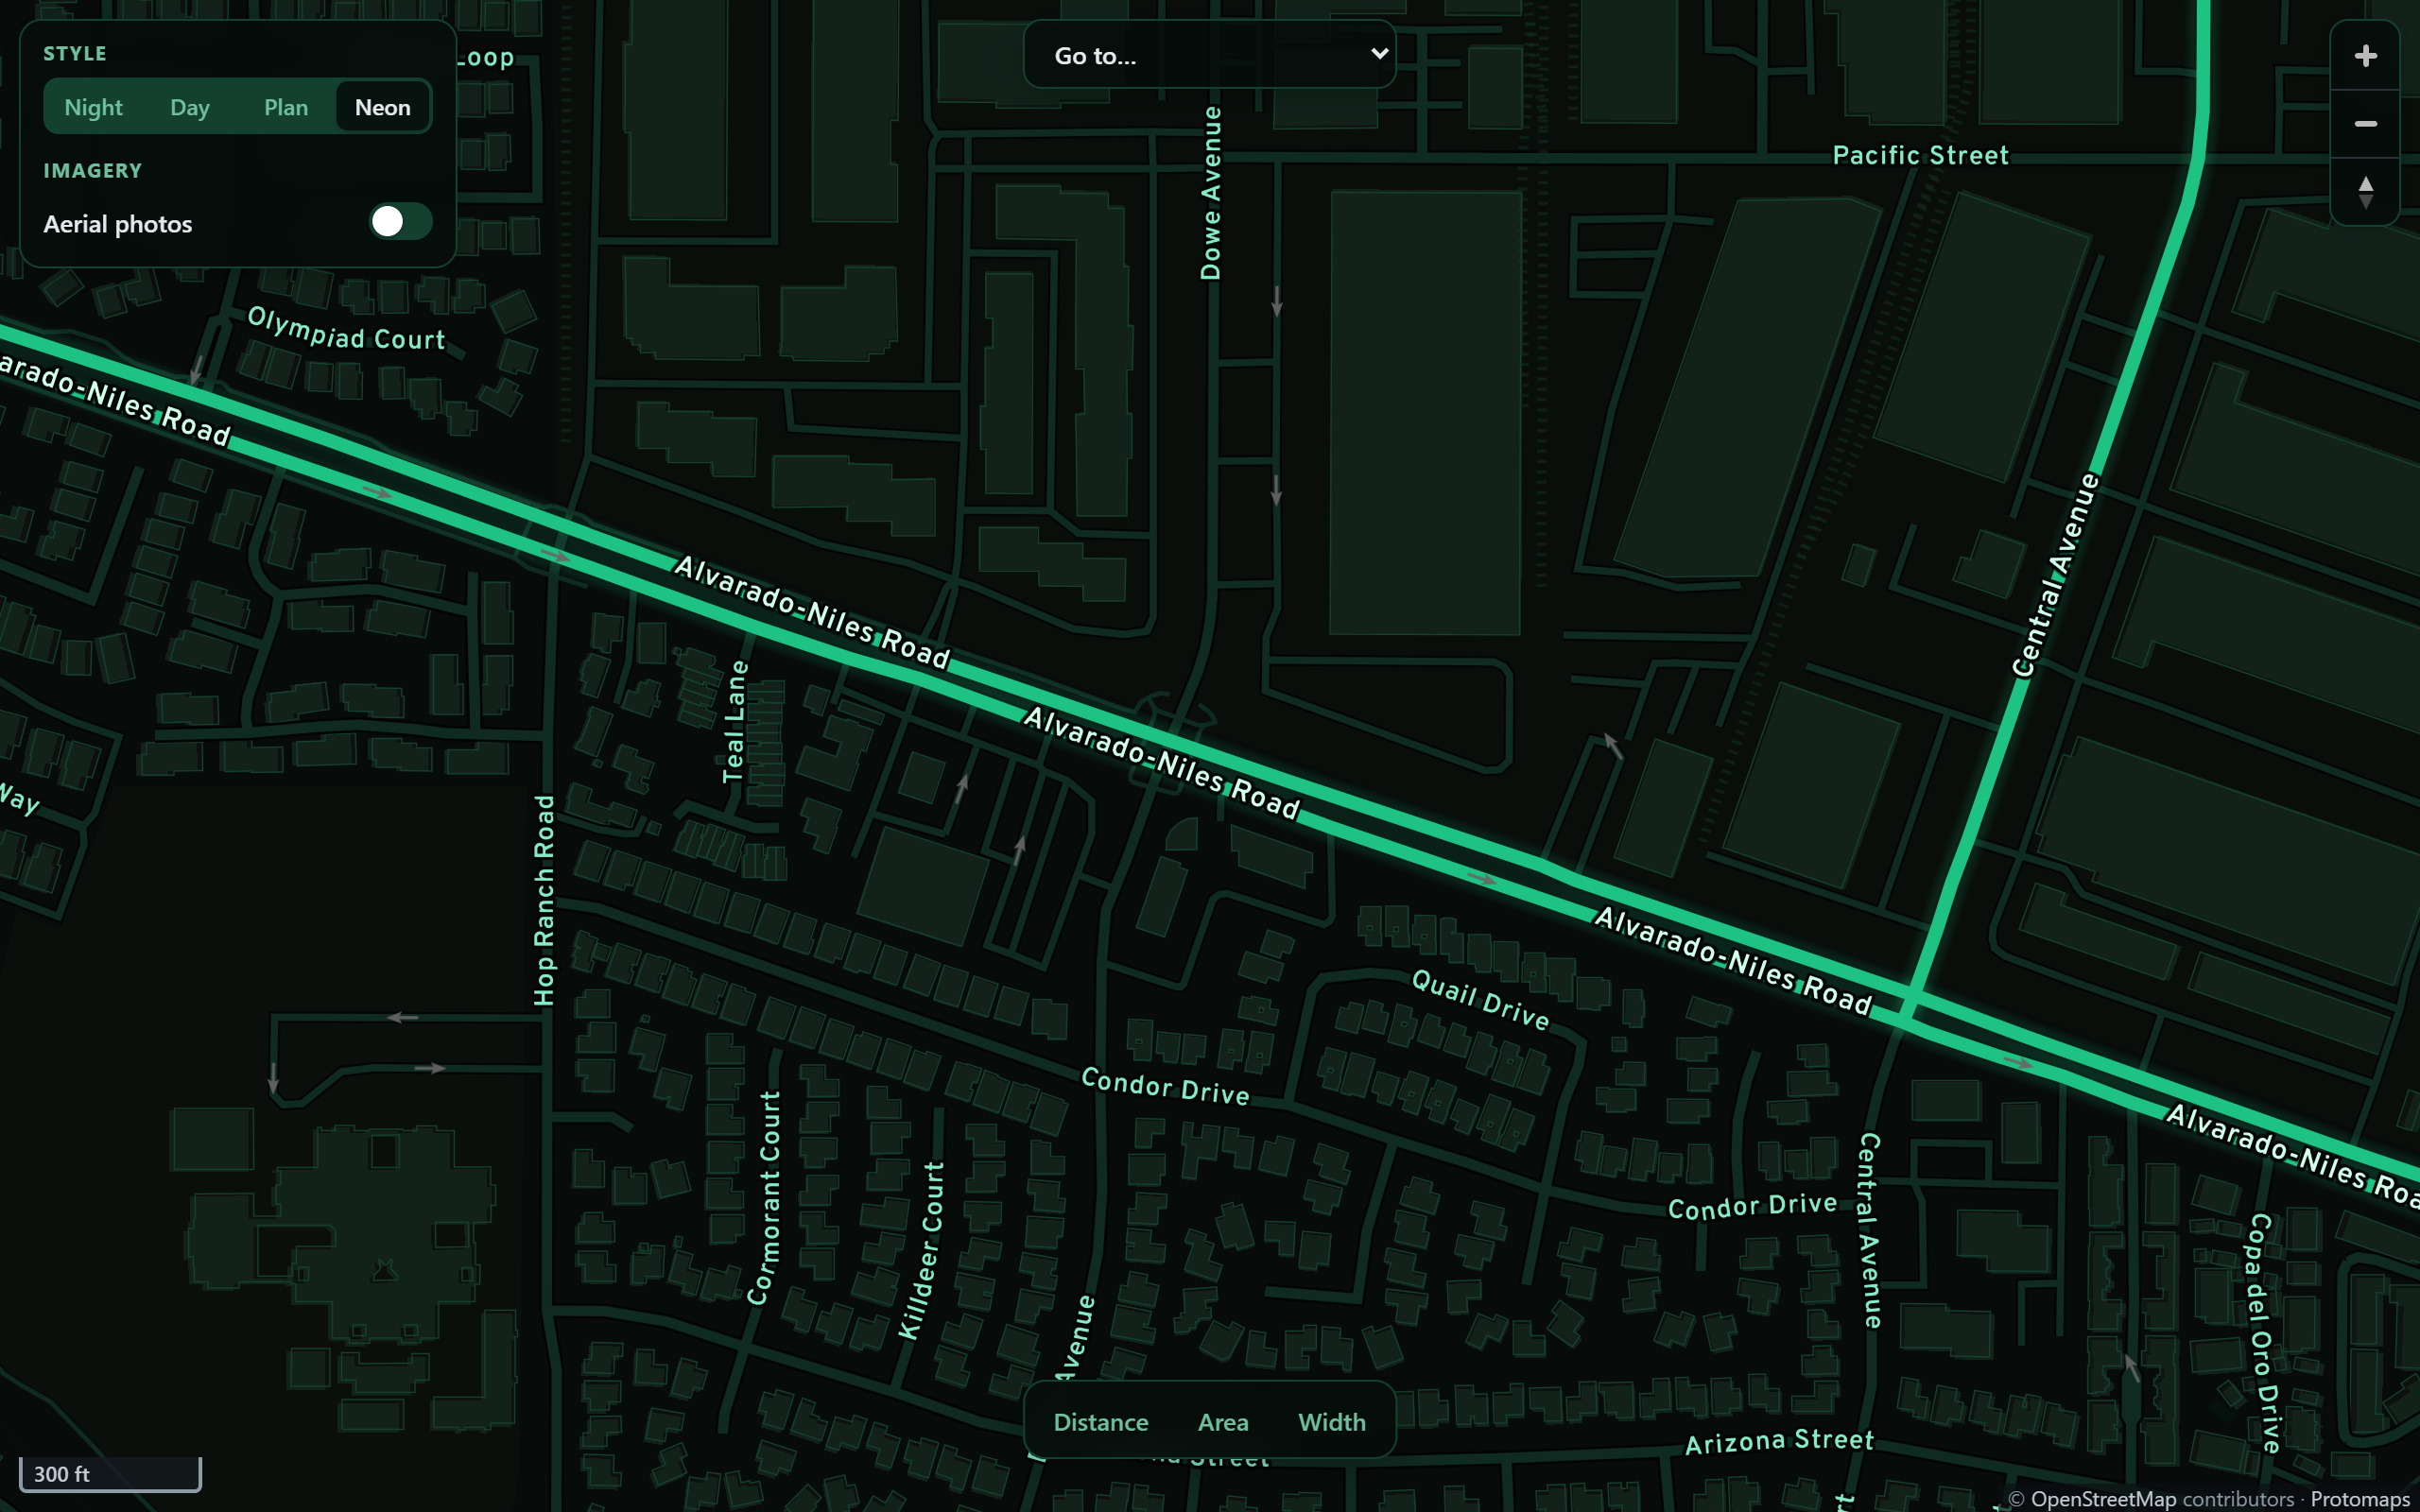 STYLE
Loop
Night Day Plan Neon
IMAGERY
Aerial photos
Go to...
Pacific Street
Dowe Avenue
Olympiad Court
arado-Niles Road
Alvarado-Niles Road
Central Avenue
Teal Lane
Alvarado-Niles Road
Way
Hop Ranch Road
Alvarado-Niles Road
Quail Drive
Condor Drive
Cormorant Court
Killdeer Court
Condor Drive
Central Avenue
Alvarado-Niles Roa
Copa del Oro Drive
Avenue
Distance Area Width
Arizona Street
Street
300 ft
© OpenStreetMap contributors · Protomaps